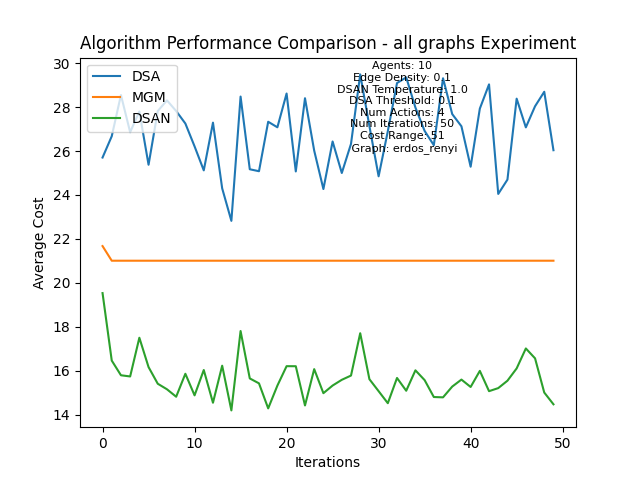 Algorithm Performance Comparison - all graphs Experiment
30
28
26
24
22
20
18
16
14
Average Cost
DSA
MGM
DSAN
Agents: 10
Edge Density: 0.1
DSAN Temperature: 1.0
DSA Threshold: 0.1
Num Actions: 4
Num Iterations: 50
Cost Range: 51
Graph: erdos_renyi
0
10
20
30
40
50
Iterations